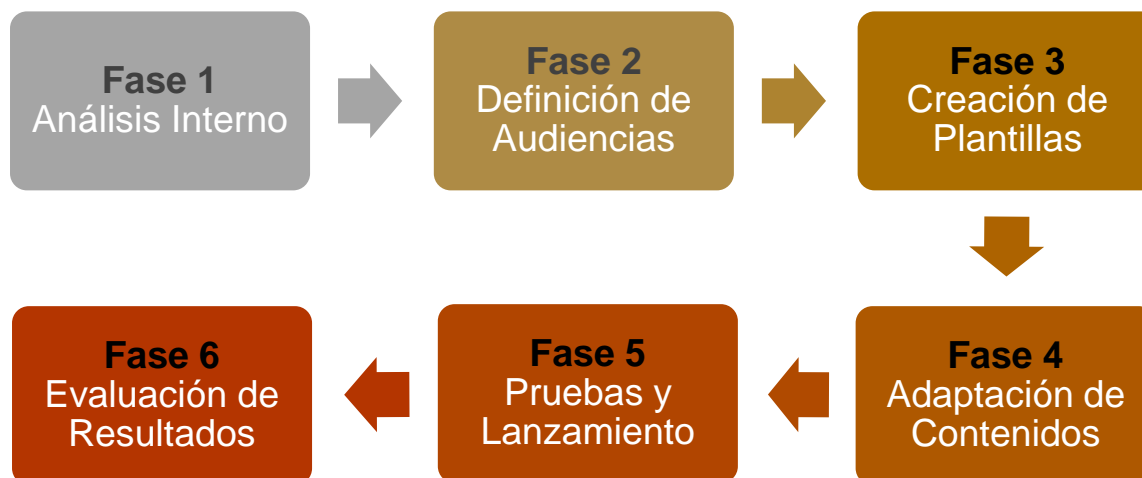 Fase 1
Análisis Interno
Fase 2
Definición de
Audiencias
Fase 3
Creación de
Plantillas
Fase 4
Adaptación de
Contenidos
Fase 5
Pruebas y
Lanzamiento
Fase 6
Evaluación de
Resultados